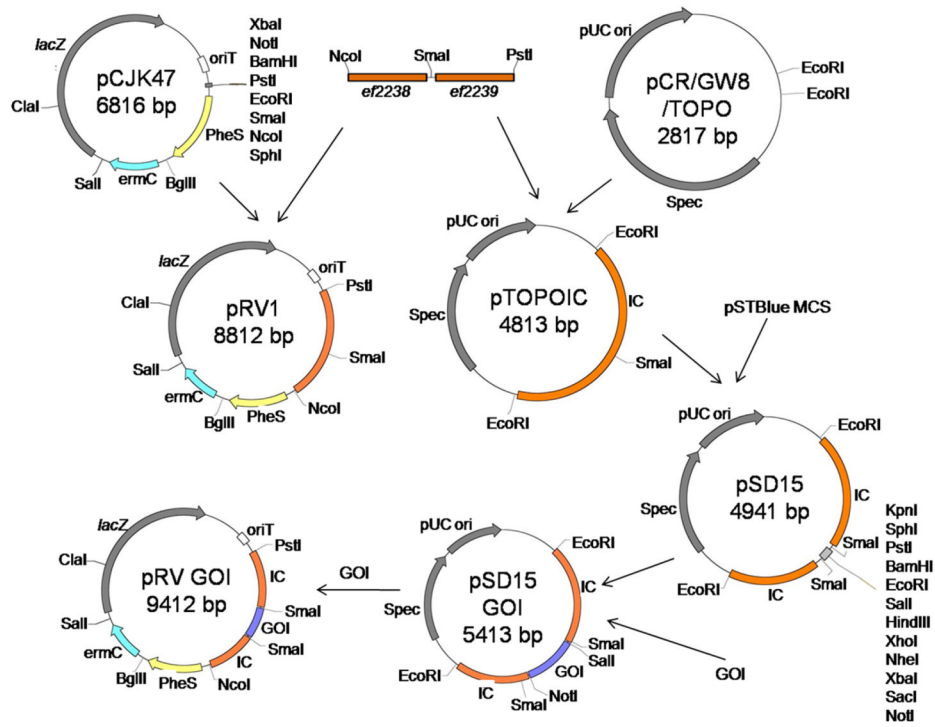 lacZ
XbaI
NotI
BamHI
PstI
EcoRI
SmaI
NcoI
SphI
oriT
pCJK47
6816 bp
ClaI
PheS
SalI
ermC
BglII
NcoI
SmaI
PstI
ef2238
ef2239
pUC ori
EcoRI
EcoRI
pCR/GW8
/TOPO
2817 bp
Spec
lacZ
oriT
PstI
ClaI
pRV1
8812 bp
SmaI
SalI
ermC
BglII
PheS
NcoI
pUC ori
EcoRI
pTOPOIC
4813 bp
IC
Spec
SmaI
EcoRI
pSTBlue MCS
pUC ori
EcoRI
pSD15
4941 bp
IC
Spec
SmaI
EcoRI
IC
SmaI
KpnI
SphI
PstI
BamHI
EcoRI
SalI
HindIII
XhoI
NheI
XbaI
SacI
NotI
lacZ
oriT
PstI
ClaI
pRV GOI
9412 bp
IC
SmaI
GOI
SmaI
SalI
ermC
BglII
PheS
IC
NcoI
GOI
pUC ori
EcoRI
pSD15
GOI
5413 bp
IC
Spec
SmaI
SalI
GOI
EcoRI
IC
SmaI
NotI
GOI